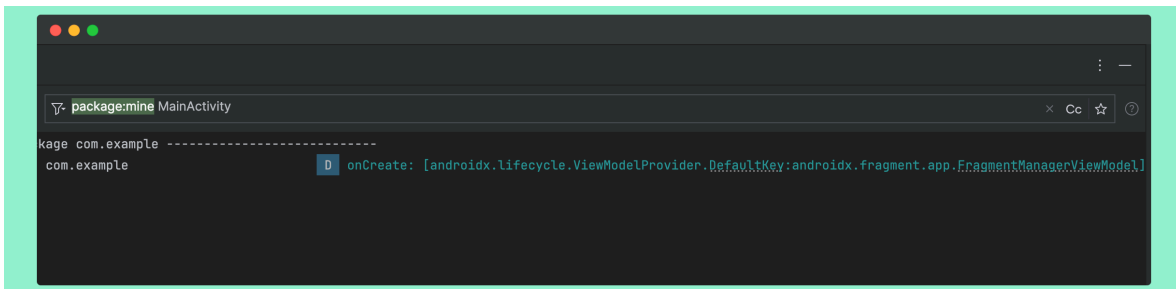 package:mine MainActivity
Cc
kage com.example ----------------------------
com.example D onCreate: [androidx.lifecycle.ViewModelProvider.DefaultKey:androidx.fragment.app.FragmentManagerViewModel]